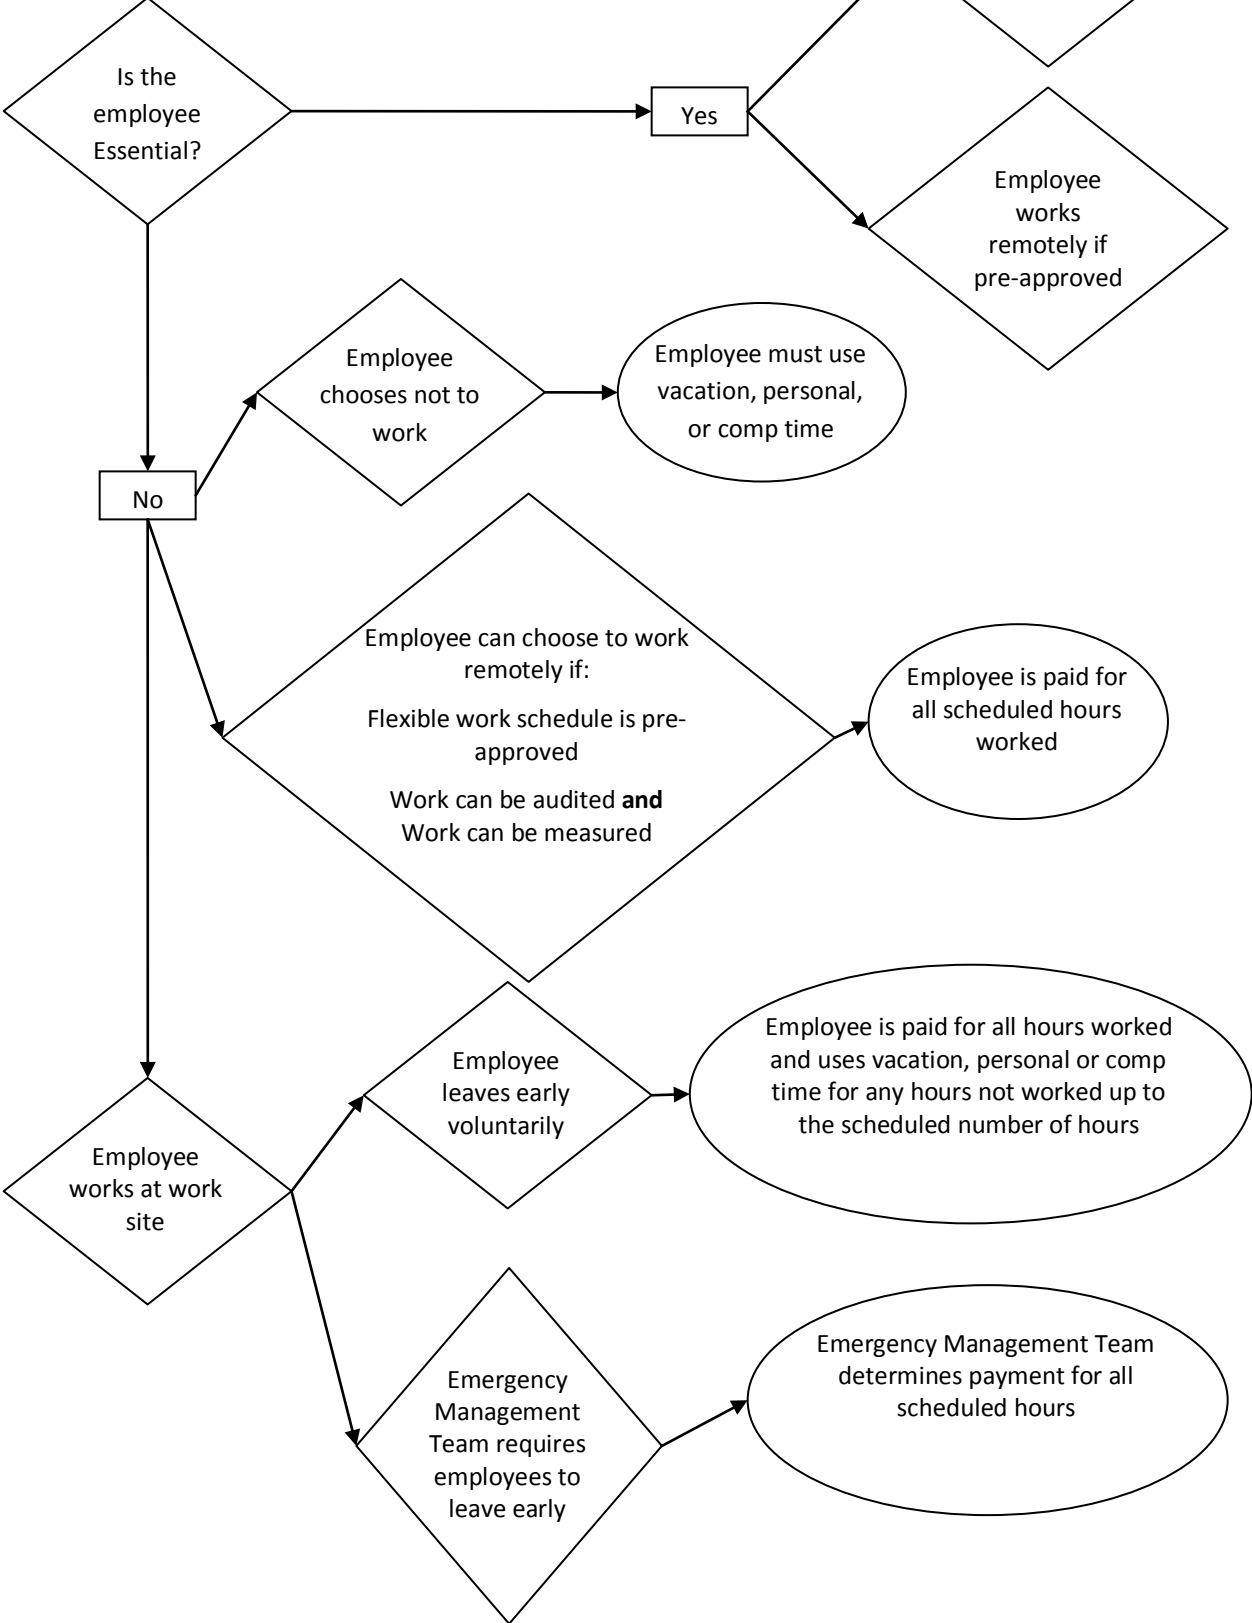 Is the
employee
Essential?
Yes
Employee
works
remotely if
pre-approved
Employee
chooses not to
work
Employee must use
vacation, personal,
or comp time
No
Employee can choose to work
remotely if:
Flexible work schedule is pre-
approved
Work can be audited and
Work can be measured
Employee is paid for
all scheduled hours
worked
Employee
leaves early
voluntarily
Employee is paid for all hours worked
and uses vacation, personal or comp
time for any hours not worked up to
the scheduled number of hours
Employee
works at work
site
Emergency
Management
Team requires
employees to
leave early
Emergency Management Team
determines payment for all
scheduled hours